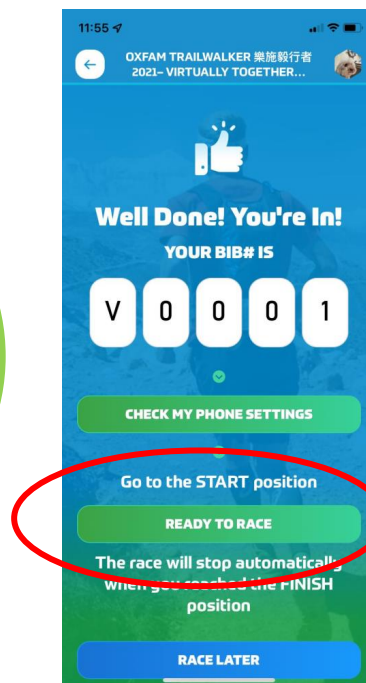 11:55
OXFAM TRAILWALKER 樂施毅行者
2021– VIRTUALLY TOGETHER...
Well Done! You're In!
YOUR BIB# IS
V 0 0 0 1
CHECK MY PHONE SETTINGS
Go to the START position
READY TO RACE
The race will stop automatically
when you reached the FINISH
position
RACE LATER